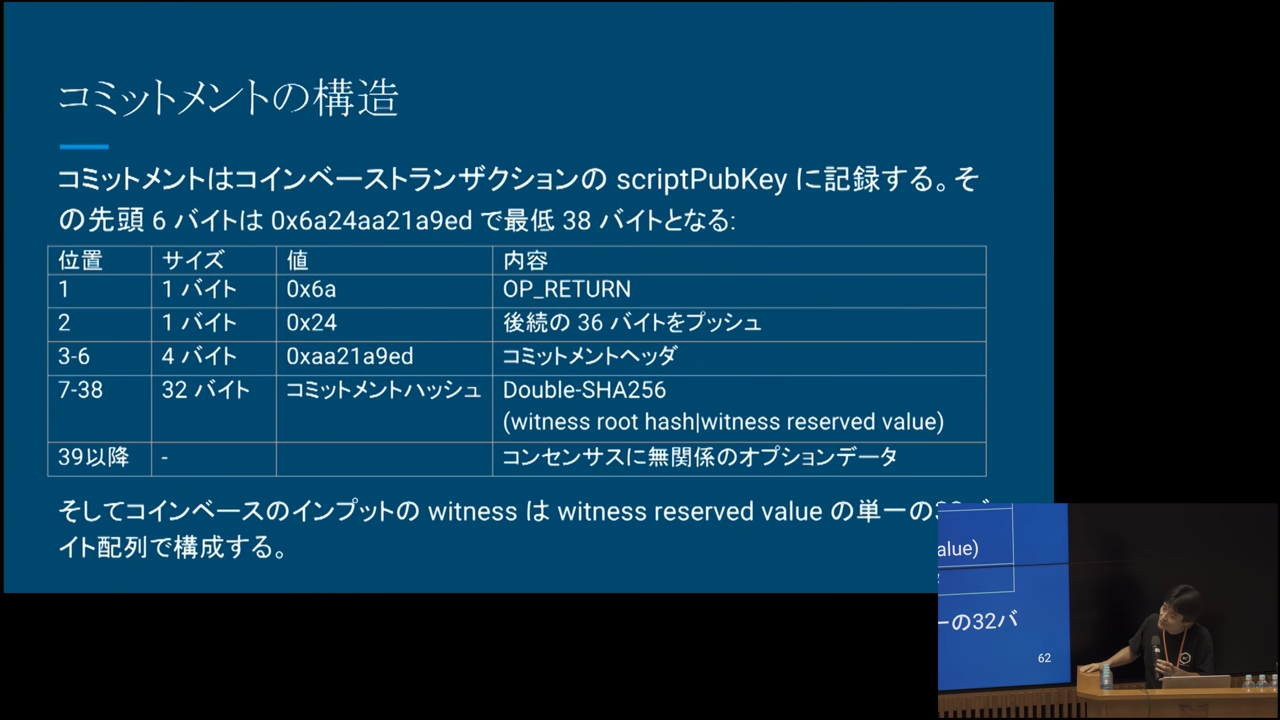 コミットメントの構造
コミットメントはコインベーストランザクションの scriptPubKey に記録する。そ
の先頭 6 バイトは 0x6a24aa21a9ed で最低 38 バイトとなる:
位置 サイズ 値 内容
1 1 バイト 0x6a OP_RETURN
2 1 バイト 0x24 後続の 36 バイトをプッシュ
3-6 4 バイト 0xaa21a9ed コミットメントヘッダ
7-38 32 バイト コミットメントハッシュ Double-SHA256
(witness root hash|witness reserved value)
39以降 - コンセンサスに無関係のオプションデータ
そしてコインベースのインプットの witness は witness reserved value の単一の32バ
イト配列で構成する。
alue)
ーの32バ
62